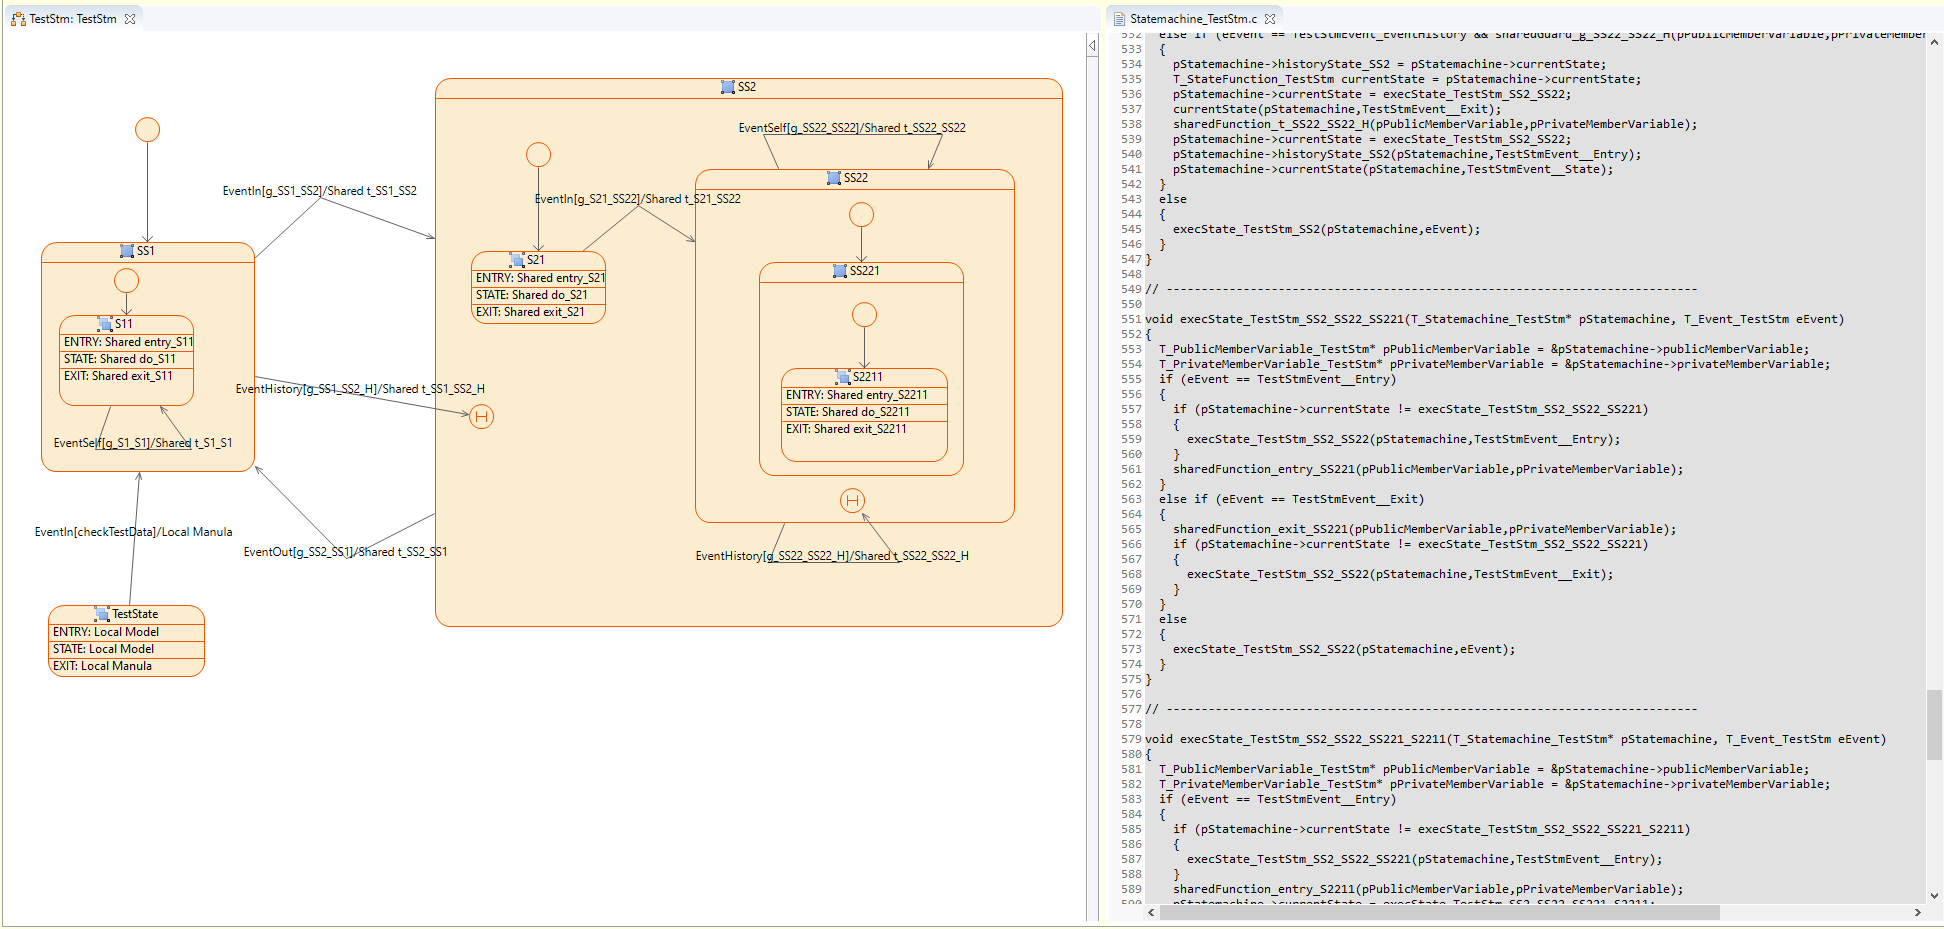 TestStm: TestStm
SS2
EventSelf[g_SS22_SS22]/Shared t_SS22_SS22
SS22
EventIn[g_SS1_SS2]/Shared t_SS1_SS2
EventIn[g_S21_SS22]/Shared t_S21_SS22
SS1
S21
ENTRY: Shared entry_S21
STATE: Shared do_S21
EXIT: Shared exit_S21
SS221
S11
ENTRY: Shared entry_S11
STATE: Shared do_S11
EXIT: Shared exit_S11
S2211
ENTRY: Shared entry_S2211
STATE: Shared do_S2211
EXIT: Shared exit_S2211
EventHistory[g_SS1_SS2_H]/Shared t_SS1_SS2_H
H
EventSelf[g_S1_S1]/Shared t_S1_S1
H
EventIn[checkTestData]/Local Manula
EventOut[g_SS2_SS1]/Shared t_SS2_SS1
EventHistory[g_SS22_SS22_H]/Shared t_SS22_SS22_H
TestState
ENTRY: Local Model
STATE: Local Model
EXIT: Local Manula
Statemachine_TestStm.c
532 else if (eEvent == TestStmEvent_EventHistory && sharedGuard_g_SS22_SS22_H(pPublicMemberVariable,pPrivateMember
533 {
534 pStatemachine->historyState_SS2 = pStatemachine->currentState;
535 T_StateFunction_TestStm currentState = pStatemachine->currentState;
536 pStatemachine->currentState = execState_TestStm_SS2_SS22;
537 currentState(pStatemachine,TestStmEvent__Exit);
538 sharedFunction_t_SS22_SS22_H(pPublicMemberVariable,pPrivateMemberVariable);
539 pStatemachine->currentState = execState_TestStm_SS2_SS22;
540 pStatemachine->historyState_SS2(pStatemachine,TestStmEvent__Entry);
541 pStatemachine->currentState(pStatemachine,TestStmEvent__State);
542 }
543 else
544 {
545 execState_TestStm_SS2(pStatemachine,eEvent);
546 }
547 }
548
549 // ----------------------------------------------------------------------------
550
551 void execState_TestStm_SS2_SS22_SS221(T_Statemachine_TestStm* pStatemachine, T_Event_TestStm eEvent)
552 {
553 T_PublicMemberVariable_TestStm* pPublicMemberVariable = &pStatemachine->publicMemberVariable;
554 T_PrivateMemberVariable_TestStm* pPrivateMemberVariable = &pStatemachine->privateMemberVariable;
555 if (eEvent == TestStmEvent__Entry)
556 {
557 if (pStatemachine->currentState != execState_TestStm_SS2_SS22_SS221)
558 {
559 execState_TestStm_SS2_SS22(pStatemachine,TestStmEvent__Entry);
560 }
561 sharedFunction_entry_SS221(pPublicMemberVariable,pPrivateMemberVariable);
562 }
563 else if (eEvent == TestStmEvent__Exit)
564 {
565 sharedFunction_exit_SS221(pPublicMemberVariable,pPrivateMemberVariable);
566 if (pStatemachine->currentState != execState_TestStm_SS2_SS22_SS221)
567 {
568 execState_TestStm_SS2_SS22(pStatemachine,TestStmEvent__Exit);
569 }
570 }
571 else
572 {
573 execState_TestStm_SS2_SS22(pStatemachine,eEvent);
574 }
575 }
576
577 // ----------------------------------------------------------------------------
578
579 void execState_TestStm_SS2_SS22_SS221_S2211(T_Statemachine_TestStm* pStatemachine, T_Event_TestStm eEvent)
580 {
581 T_PublicMemberVariable_TestStm* pPublicMemberVariable = &pStatemachine->publicMemberVariable;
582 T_PrivateMemberVariable_TestStm* pPrivateMemberVariable = &pStatemachine->privateMemberVariable;
583 if (eEvent == TestStmEvent__Entry)
584 {
585 if (pStatemachine->currentState != execState_TestStm_SS2_SS22_SS221_S2211)
586 {
587 execState_TestStm_SS2_SS22_SS221(pStatemachine,TestStmEvent__Entry);
588 }
589 sharedFunction_entry_S2211(pPublicMemberVariable,pPrivateMemberVariable);
590 pStatemachine->currentState = execState_TestStm_SS2_SS22_SS221_S2211;